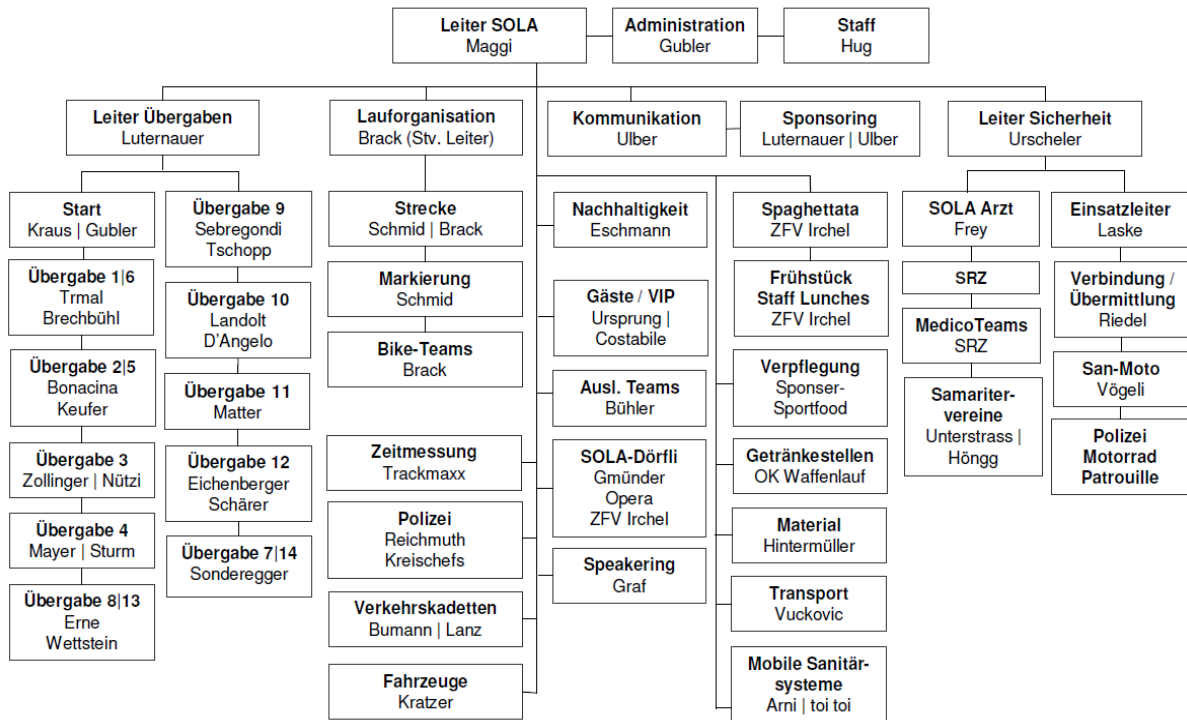 Leiter SOLA
Maggi
Administration
Gubler
Staff
Hug
Leiter Übergaben
Luternauer
Lauforganisation
Brack (Stv. Leiter)
Kommunikation
Ulber
Sponsoring
Luternauer | Ulber
Leiter Sicherheit
Urscheler
Start
Kraus | Gubler
Übergabe 1|6
Trmal
Brechbühl
Übergabe 2|5
Bonacina
Keufer
Übergabe 3
Zollinger | Nützi
Übergabe 4
Mayer | Sturm
Übergabe 8|13
Erne
Wettstein
Übergabe 9
Sebregondi
Tschopp
Übergabe 10
Landolt
D'Angelo
Übergabe 11
Matter
Übergabe 12
Eichenberger
Schärer
Übergabe 7|14
Sonderegger
Strecke
Schmid | Brack
Markierung
Schmid
Bike-Teams
Brack
Zeitmessung
Trackmaxx
Polizei
Reichmuth
Kreischefs
Verkehrskadetten
Bumann | Lanz
Fahrzeuge
Kratzer
Nachhaltigkeit
Eschmann
Gäste / VIP
Ursprung |
Costabile
Ausl. Teams
Bühler
SOLA-Dörfli
Gmünder
Opera
ZFV Irchel
Speakering
Graf
Spaghettata
ZFV Irchel
Frühstück
Staff Lunches
ZFV Irchel
Verpflegung
Sponser-
Sportfood
Getränkestellen
OK Waffenlauf
Material
Hintermüller
Transport
Vuckovic
Mobile Sanitär-
systeme
Arni | toi toi
SOLA Arzt
Frey
SRZ
MedicoTeams
SRZ
Samariter-
vereine
Unterstrass |
Höngg
Einsatzleiter
Laske
Verbindung /
Übermittlung
Riedel
San-Moto
Vögeli
Polizei
Motorrad
Patrouille